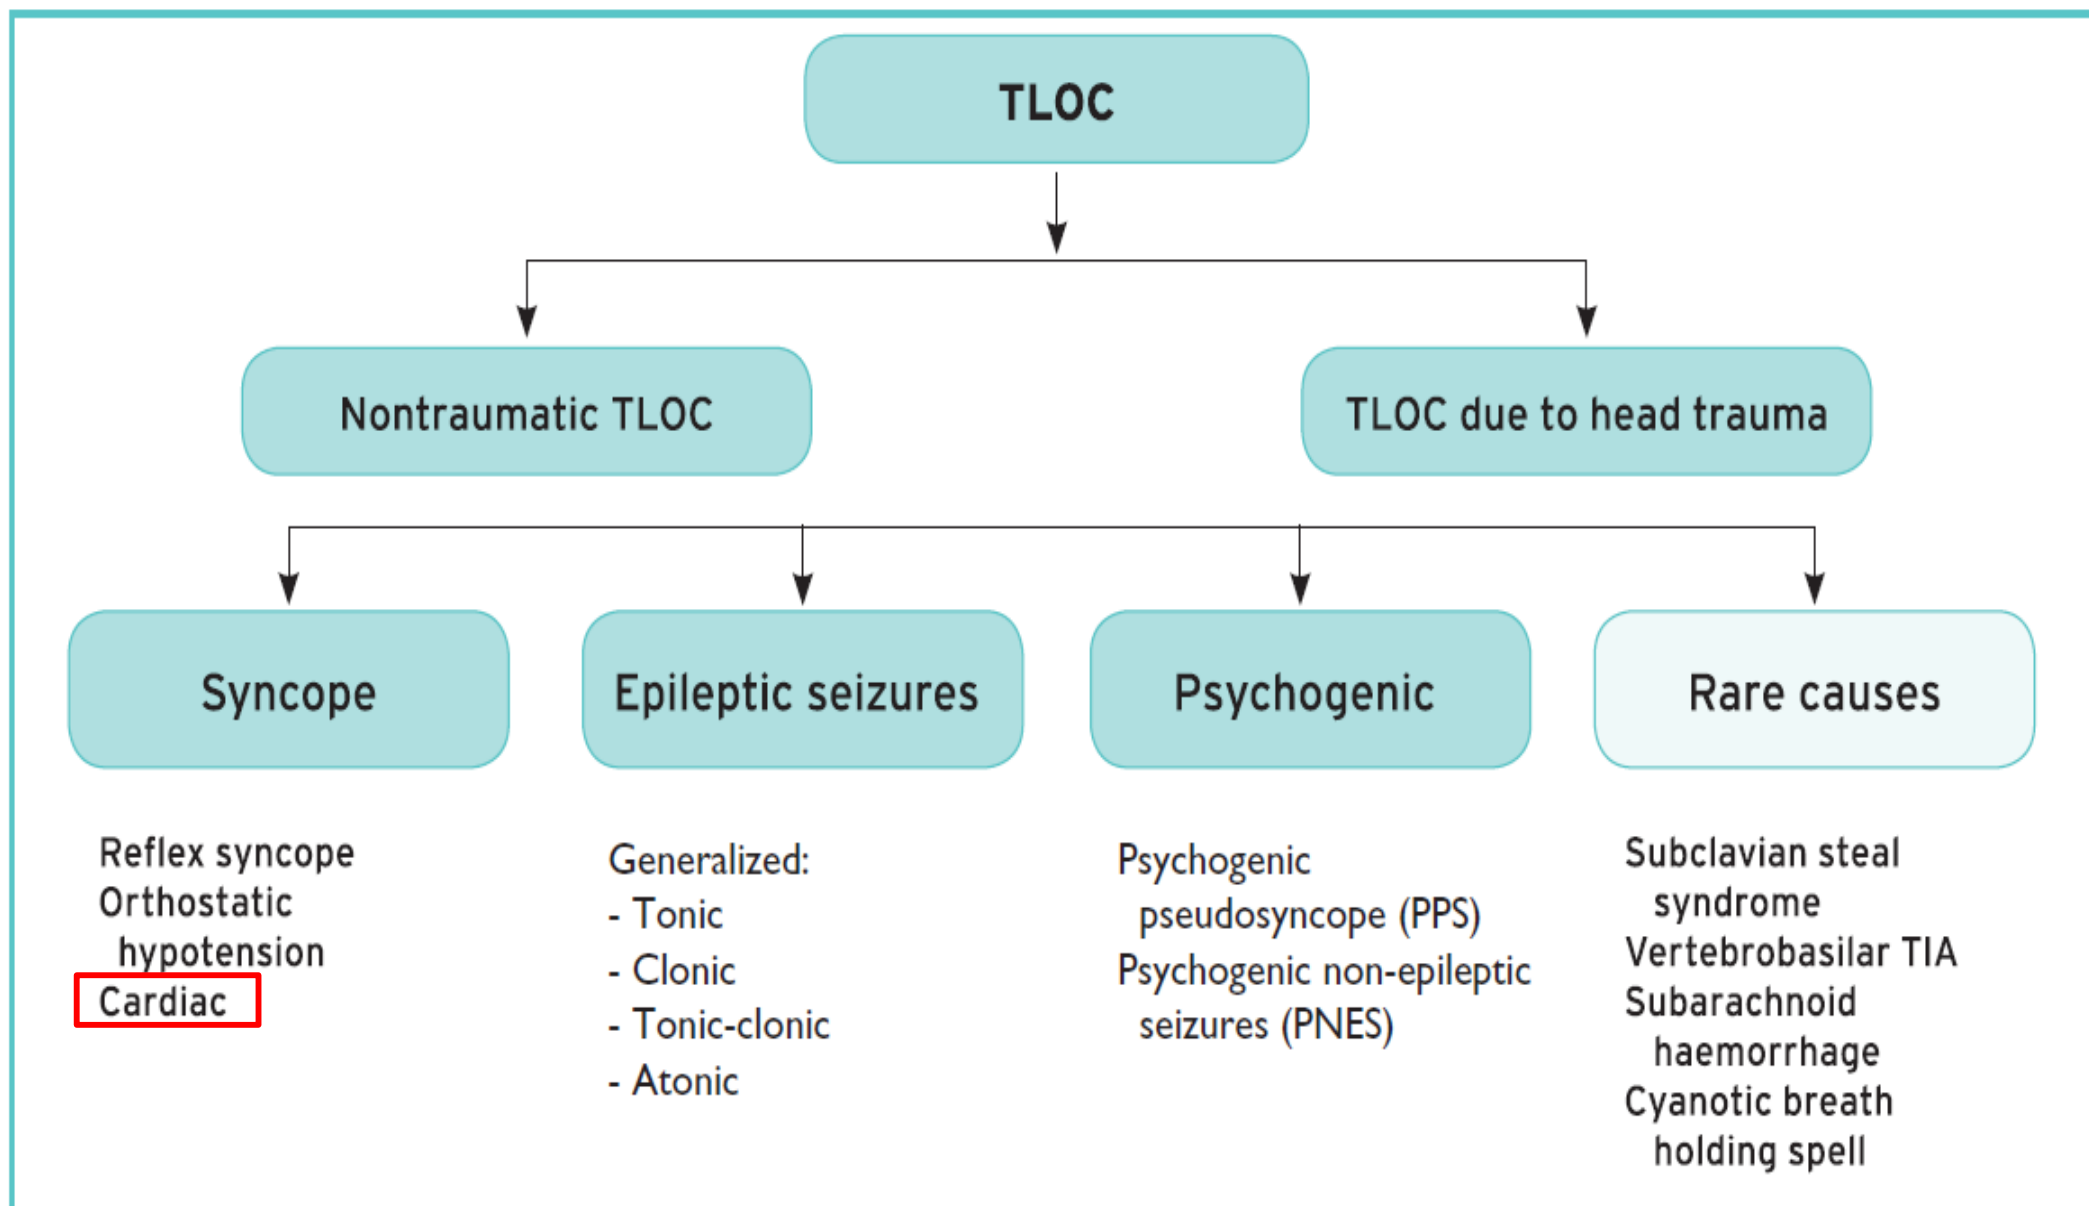 TLOC
Nontraumatic TLOC
TLOC due to head trauma
Syncope
Epileptic seizures
Psychogenic
Rare causes
Reflex syncope
Orthostatic
hypotension
Cardiac
Generalized:
- Tonic
- Clonic
- Tonic-clonic
- Atonic
Psychogenic
pseudosyncope (PPS)
Psychogenic non-epileptic
seizures (PNES)
Subclavian steal
syndrome
Vertebrobasilar TIA
Subarachnoid
haemorrhage
Cyanotic breath
holding spell